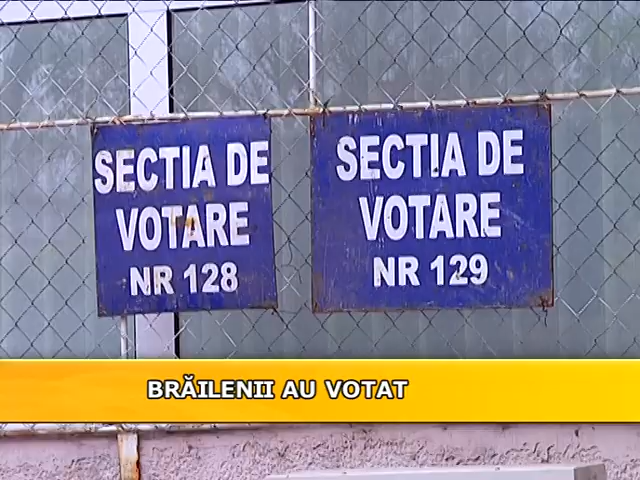 SECTIA DE
VOTARE
NR 128
SECTIA DE
VOTARE
NR 129
BRĂILENII AU VOTAT